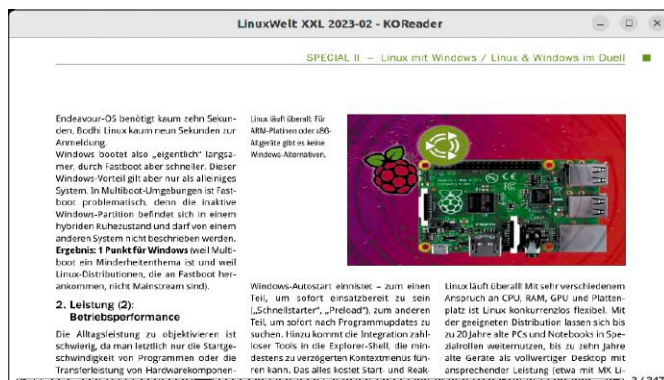 LinuxWelt XXL 2023-02 - KOReader
SPECIAL II – Linux mit Windows / Linux & Windows im Duell
Endeavour-OS benötigt kaum zehn Sekun-
den, Bodhi Linux kaum neun Sekunden zur
Anmeldung.
Windows bootet also „eigentlich“ langsa-
mer, durch Fastboot aber schneller. Dieser
Windows-Vorteil gilt aber nur als alleiniges
System. In Multiboot-Umgebungen ist Fast-
boot problematisch, denn die inaktive
Windows-Partition befindet sich in einem
hybriden Ruhezustand und darf von einem
anderen System nicht beschrieben werden.
Ergebnis: 1 Punkt für Windows (weil Multi-
boot ein Minderheitenthema ist und weil
Linux-Distributionen, die an Fastboot her-
ankommen, nicht Mainstream sind).
2. Leistung (2):
Betriebsperformance
Die Alltagsleistung zu objektivieren ist
schwierig, da man letztlich nur die Startge-
schwindigkeit von Programmen oder die
Transferleistung von Hardwarekomponen-
Linux läuft überall: Für
ARM-Platinen oder x86-
Altgeräte gibt es keine
Windows-Alternativen.
Windows-Autostart einnistet – zum einen
Teil, um sofort einsatzbereit zu sein
(„Schnellstarter“, „Preload“), zum anderen
Teil, um sofort nach Programmupdates zu
suchen. Hinzu kommt die Integration zahl-
loser Tools in die Explorer-Shell, die min-
destens zu verzögerten Kontextmenüs füh-
ren kann. Das alles kostet Start- und Reak-
Linux läuft überall: Mit sehr verschiedenem
Anspruch an CPU, RAM, GPU und Platten-
platz ist Linux konkurrenzlos flexibel. Mit
der geeigneten Distribution lassen sich bis
zu 20 Jahre alte PCs und Notebooks in Spe-
zialrollen weiternutzen, bis zu zehn Jahre
alte Geräte als vollwertiger Desktop mit
ansprechender Leistung (etwa mit MX Li-